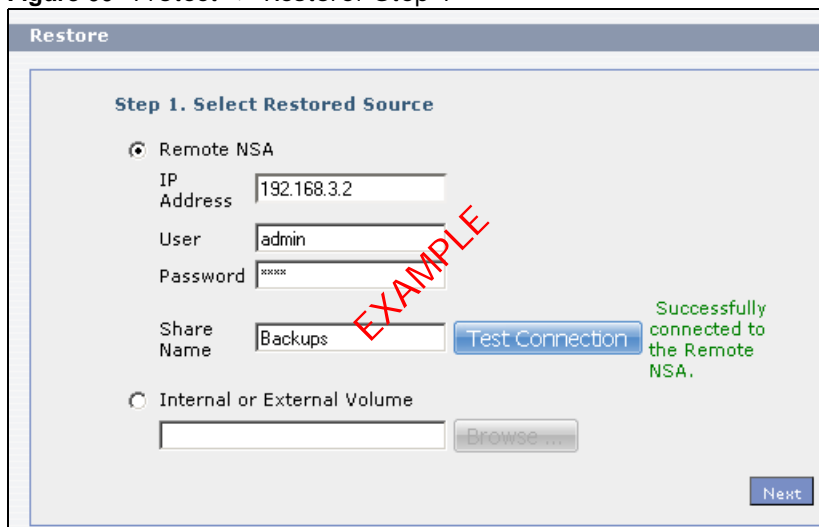 Restore
Step 1. Select Restored Source
Remote NSA
IP Address
192.168.3.2
User
admin
Password
****
Share Name
Backups
Test Connection
Successfully connected to the Remote NSA.
EXAMPLE
Internal or External Volume
Browse ...
Next